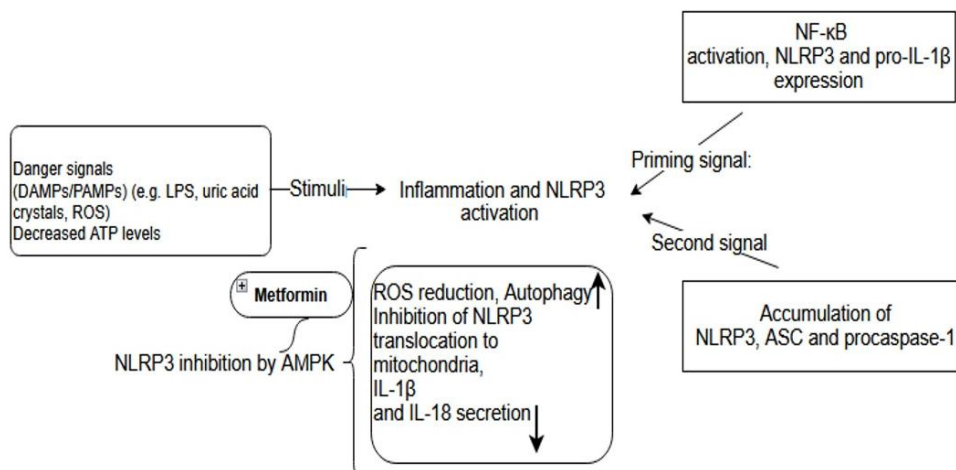 NF-κB
activation, NLRP3 and pro-IL-1β
expression
Priming signal:
Danger signals
(DAMPs/PAMPs) (e.g. LPS, uric acid
crystals, ROS)
Decreased ATP levels
Stimuli
Inflammation and NLRP3
activation
Second signal
Accumulation of
NLRP3, ASC and procaspase-1
Metformin
NLRP3 inhibition by AMPK
ROS reduction, Autophagy
Inhibition of NLRP3
translocation to
mitochondria,
IL-1β
and IL-18 secretion